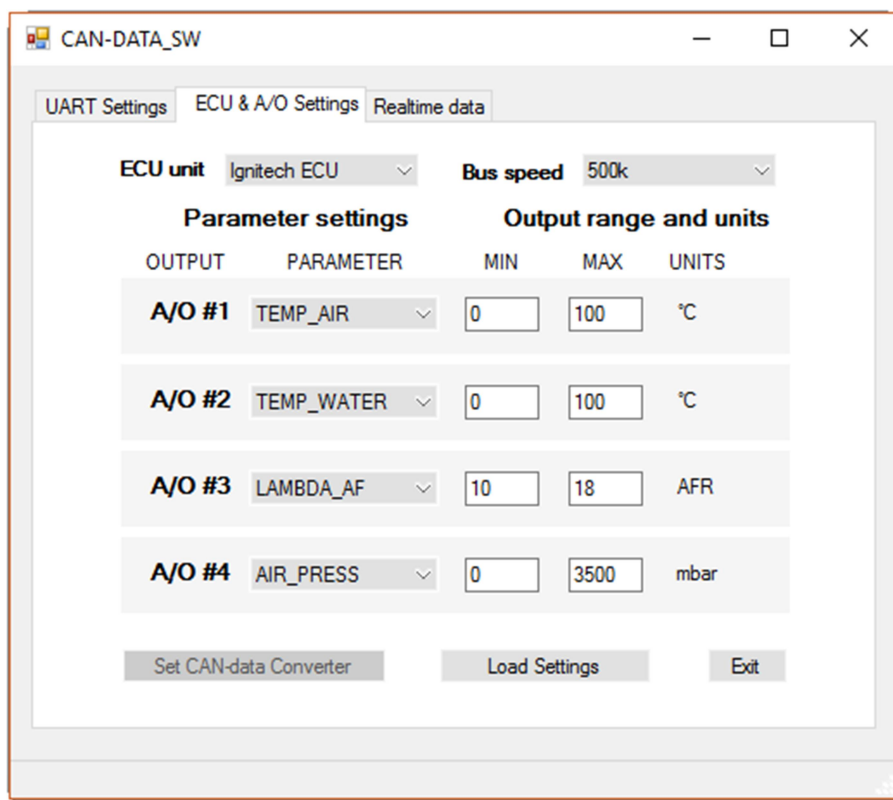 CAN-DATA_SW
UART Settings ECU & A/O Settings Realtime data
ECU unit Ignitech ECU Bus speed 500k
Parameter settings Output range and units
OUTPUT PARAMETER MIN MAX UNITS
A/O #1 TEMP_AIR 0 100 °C
A/O #2 TEMP_WATER 0 100 °C
A/O #3 LAMBDA_AF 10 18 AFR
A/O #4 AIR_PRESS 0 3500 mbar
Set CAN-data Converter Load Settings Exit